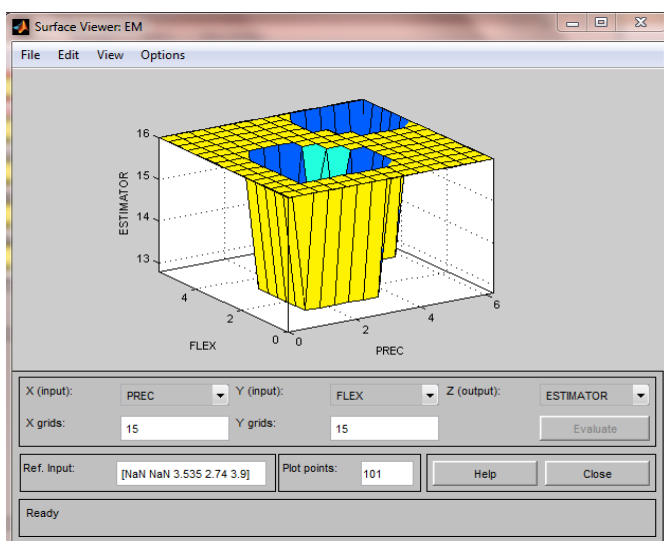 Surface Viewer: EM
File Edit View Options
16
15
14
13
ESTIMATOR
4
2
0
FLEX
0
2
4
6
PREC
X (input): PREC Y (input): FLEX Z (output): ESTIMATOR
X grids: 15 Y grids: 15 Evaluate
Ref. Input: [NaN NaN 3.535 2.74 3.9] Plot points: 101 Help Close
Ready